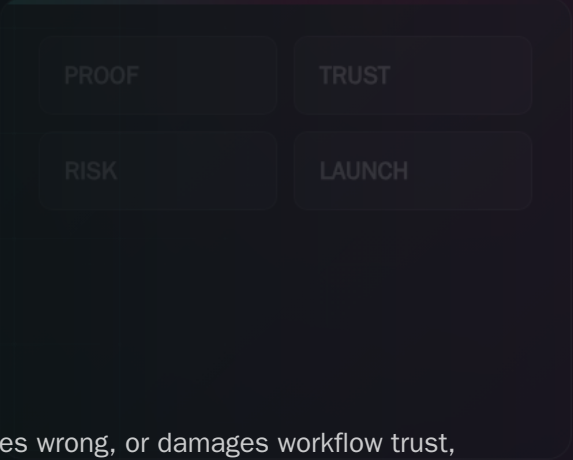 PROOF
TRUST
RISK
LAUNCH
es wrong, or damages workflow trust,